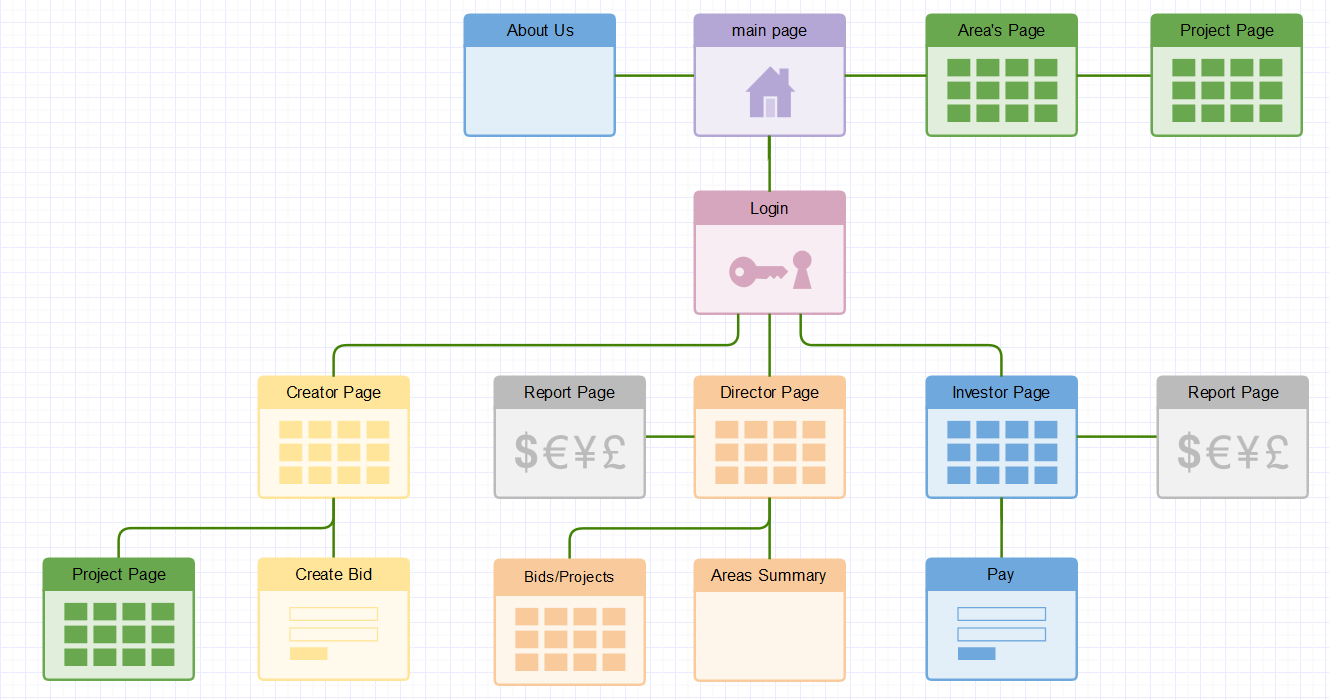 About Us
main page
Area's Page
Project Page
Login
Creator Page
Report Page
Director Page
Investor Page
Report Page
$€¥£
$€¥£
Project Page
Create Bid
Bids/Projects
Areas Summary
Pay